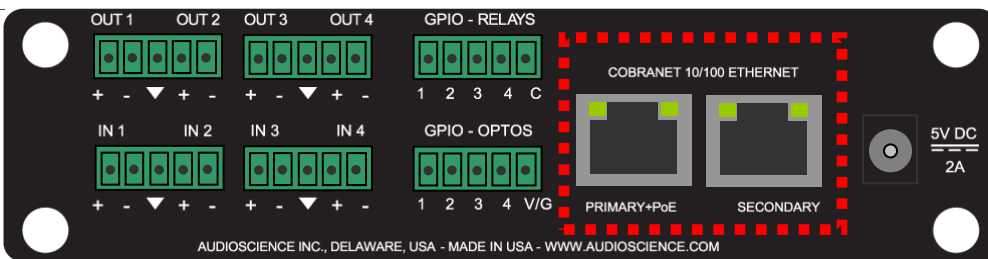 OUT 1 OUT 2 OUT 3 OUT 4 GPIO - RELAYS
COBRANET 10/100 ETHERNET
+ - ▼ + - + - ▼ + - 1 2 3 4 C
IN 1 IN 2 IN 3 IN 4 GPIO - OPTOS
5V DC
2A
+ - ▼ + - + - ▼ + - 1 2 3 4 V/G
PRIMARY+PoE SECONDARY
AUDIOSCIENCE INC., DELAWARE, USA - MADE IN USA - WWW.AUDIOSCIENCE.COM